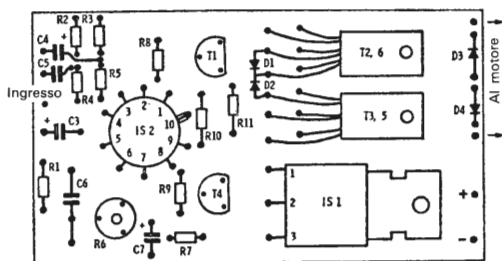 R2 R3
C4 +
R8
T1
D1
T2, 6
D3
C5
R5
D2
R4
Ingresso
3 2 1
4 10
5 IS 2 9
6 7 8
R10
R11
T3, 5
D4
Al motore
+ C3
R1
C6
R9
T4
1
2 IS 1
3
+
−
R6
+
C7
R7